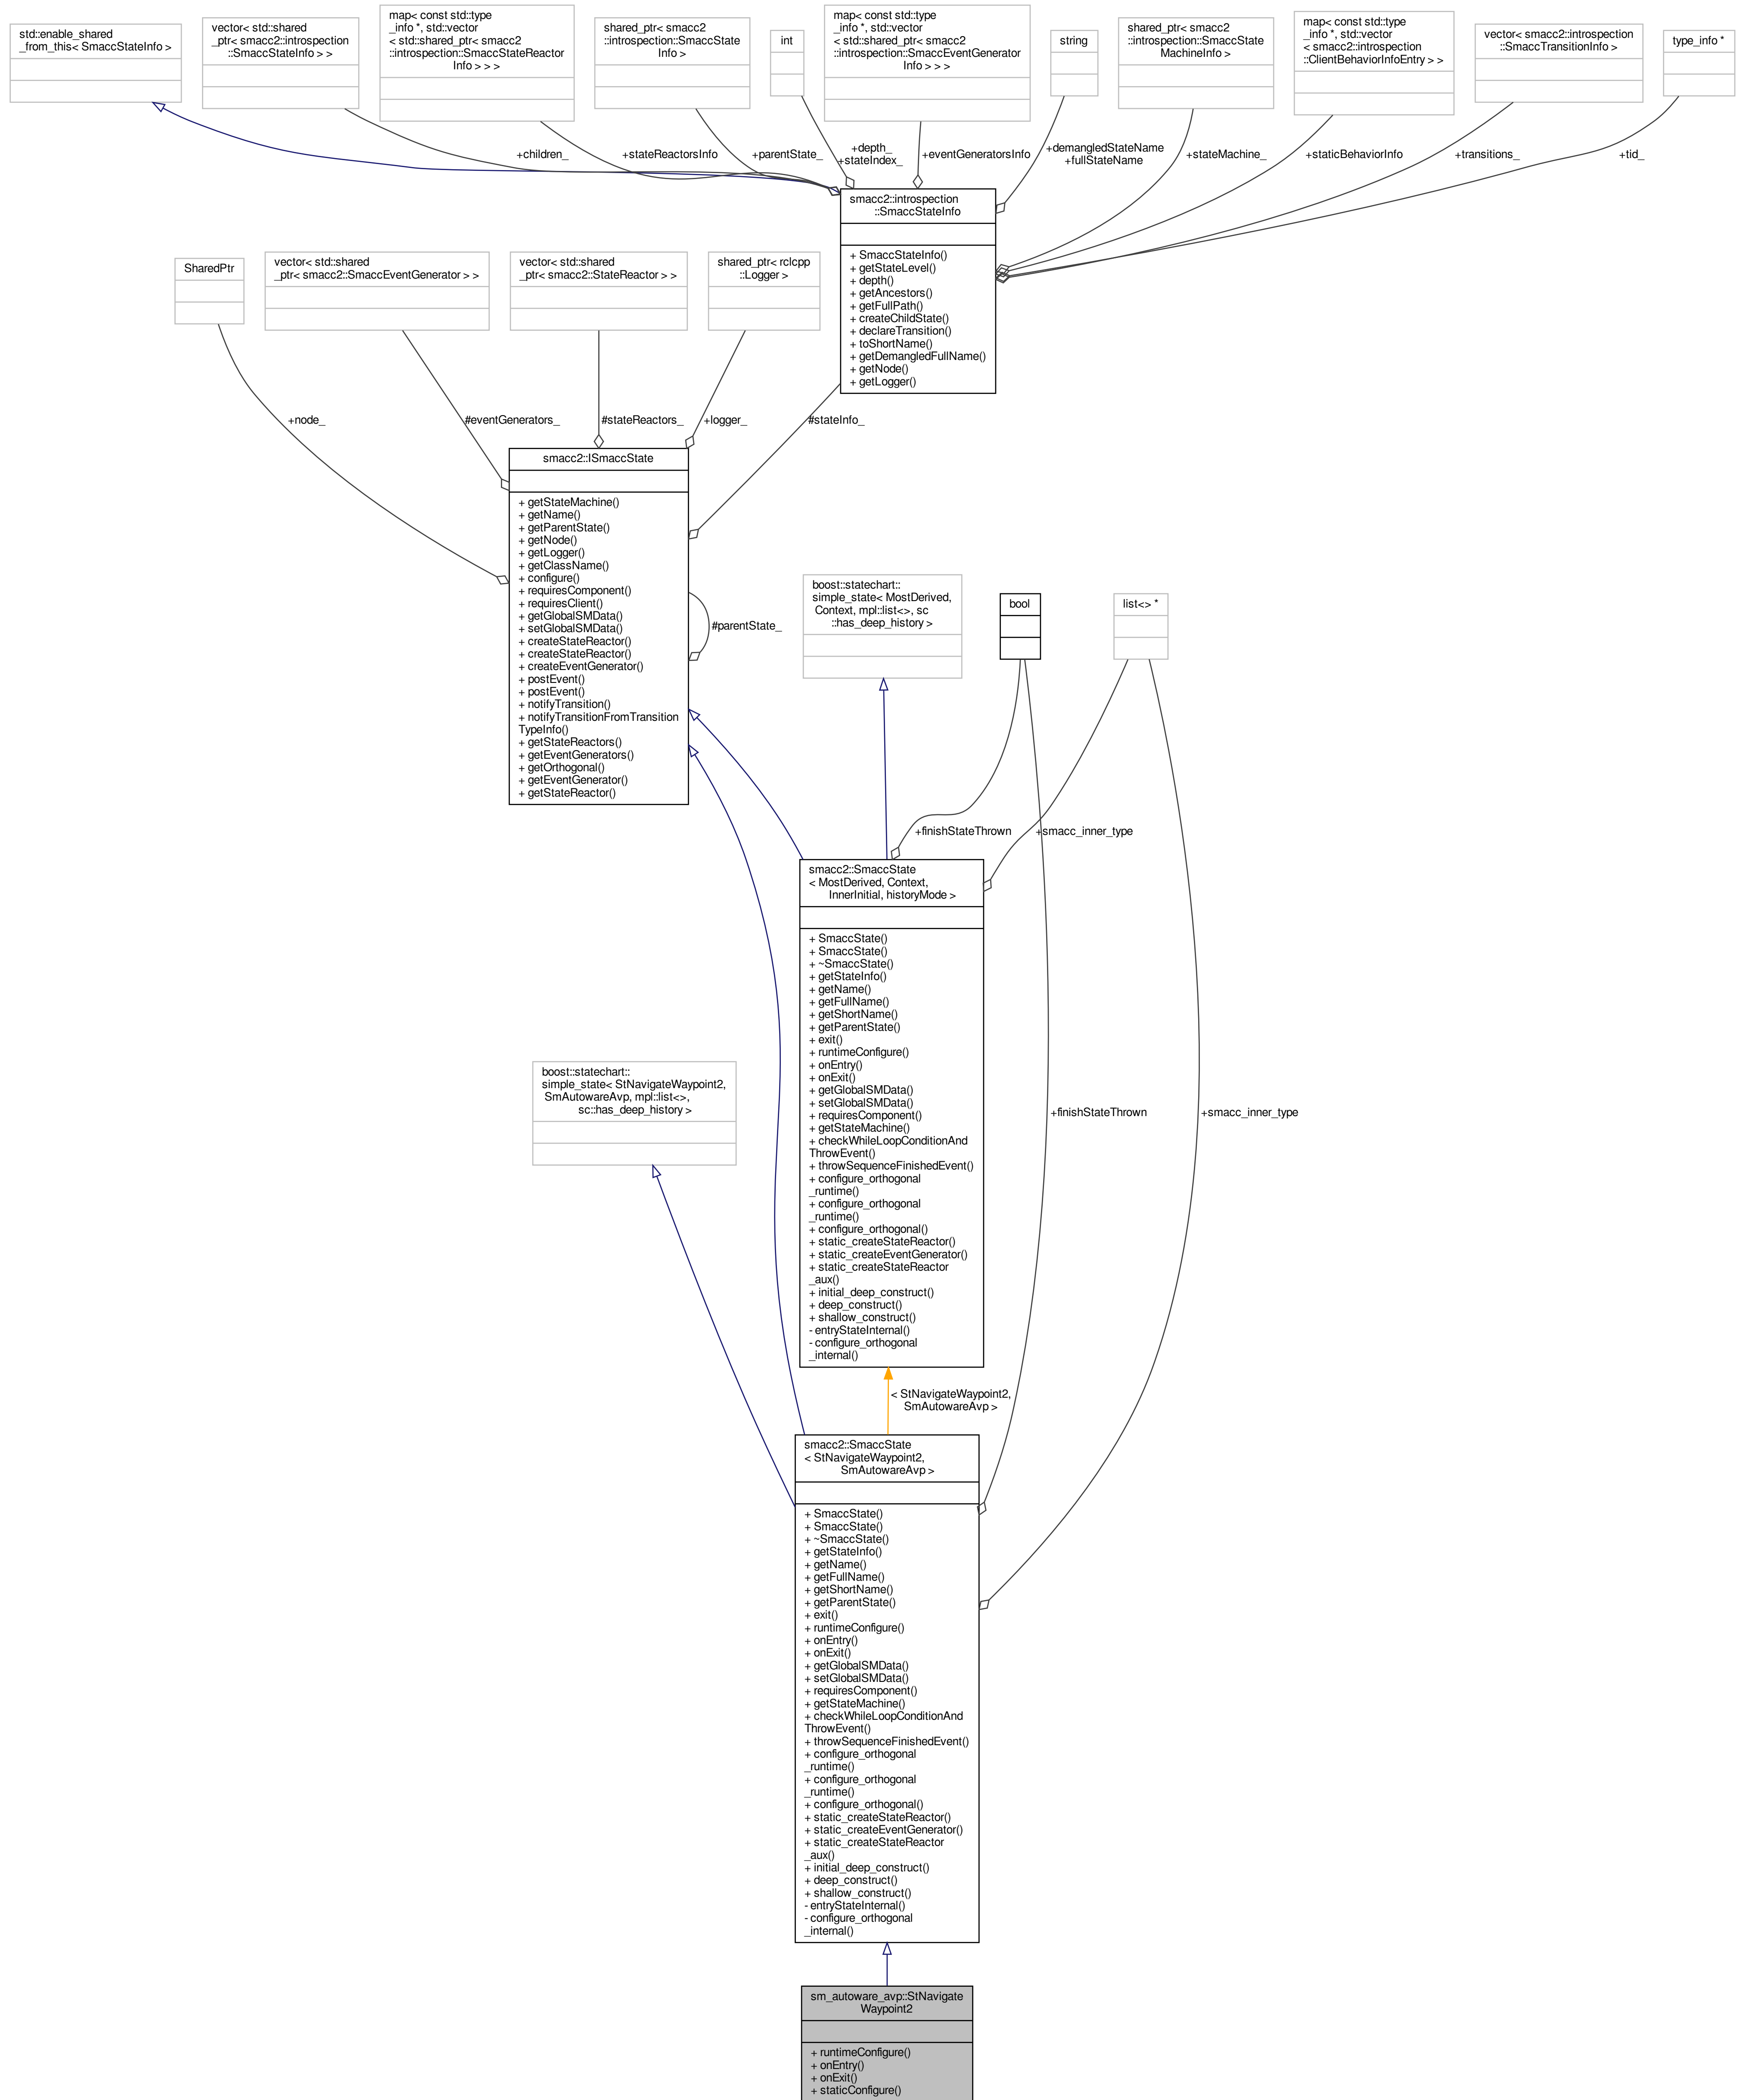 std::enable_shared
_from_this< SmaccStateInfo >
vector< std::shared
_ptr< smacc2::introspection
::SmaccStateInfo > >
map< const std::type
_info *, std::vector
< std::shared_ptr< smacc2
::introspection::StateReactor
Info > > >
shared_ptr< smacc2
::introspection::SmaccState
Info >
int
map< const std::type
_info *, std::vector
< std::shared_ptr< smacc2
::introspection::SmaccEventGenerator
Info > > >
string
shared_ptr< smacc2
::introspection::SmaccState
MachineInfo >
map< const std::type
_info *, std::vector
< smacc2::introspection
::ClientBehaviorInfoEntry > >
vector< smacc2::introspection
::SmaccTransitionInfo >
type_info *
+children_
+stateReactorsInfo
+parentState_
+depth_
+stateIndex_
+eventGeneratorsInfo
+demangledStateName
+fullStateName
+stateMachine_
+staticBehaviorInfo
+transitions_
+tid_
smacc2::introspection
::SmaccStateInfo
+ SmaccStateInfo()
+ getStateLevel()
+ depth()
+ getAncestors()
+ getFullPath()
+ createChildState()
+ declareTransition()
+ toShortName()
+ getDemangledFullName()
+ getNode()
+ getLogger()
SharedPtr
vector< std::shared
_ptr< smacc2::SmaccEventGenerator > >
vector< std::shared
_ptr< smacc2::StateReactor > >
shared_ptr< rclcpp
::Logger >
+node_
#eventGenerators_
#stateReactors_
+logger_
#stateInfo_
smacc2::ISmaccState
+ getStateMachine()
+ getName()
+ getParentState()
+ getNode()
+ getLogger()
+ getClassName()
+ configure()
+ requiresComponent()
+ requiresClient()
+ getGlobalSMData()
+ setGlobalSMData()
+ createStateReactor()
+ createStateReactor()
+ createEventGenerator()
+ postEvent()
+ postEvent()
+ notifyTransition()
+ notifyTransitionFromTransition
TypeInfo()
+ getStateReactors()
+ getEventGenerators()
+ getOrthogonal()
+ getEventGenerator()
+ getStateReactor()
#parentState_
boost::statechart::
simple_state< MostDerived,
Context, mpl::list<>, sc
::has_deep_history >
bool
list<> *
+finishStateThrown
+smacc_inner_type
smacc2::SmaccState
< MostDerived, Context,
InnerInitial, historyMode >
+ SmaccState()
+ SmaccState()
+ ~SmaccState()
+ getStateInfo()
+ getName()
+ getFullName()
+ getShortName()
+ getParentState()
+ exit()
+ runtimeConfigure()
+ onEntry()
+ onExit()
+ getGlobalSMData()
+ setGlobalSMData()
+ requiresComponent()
+ getStateMachine()
+ checkWhileLoopConditionAnd
ThrowEvent()
+ throwSequenceFinishedEvent()
+ configure_orthogonal
_runtime()
+ configure_orthogonal
_runtime()
+ configure_orthogonal()
+ static_createStateReactor()
+ static_createEventGenerator()
+ static_createStateReactor
_aux()
+ initial_deep_construct()
+ deep_construct()
+ shallow_construct()
- entryStateInternal()
- configure_orthogonal
_internal()
boost::statechart::
simple_state< StNavigateWaypoint2,
SmAutowareAvp, mpl::list<>,
sc::has_deep_history >
+finishStateThrown
+smacc_inner_type
< StNavigateWaypoint2,
SmAutowareAvp >
smacc2::SmaccState
< StNavigateWaypoint2,
SmAutowareAvp >
+ SmaccState()
+ SmaccState()
+ ~SmaccState()
+ getStateInfo()
+ getName()
+ getFullName()
+ getShortName()
+ getParentState()
+ exit()
+ runtimeConfigure()
+ onEntry()
+ onExit()
+ getGlobalSMData()
+ setGlobalSMData()
+ requiresComponent()
+ getStateMachine()
+ checkWhileLoopConditionAnd
ThrowEvent()
+ throwSequenceFinishedEvent()
+ configure_orthogonal
_runtime()
+ configure_orthogonal
_runtime()
+ configure_orthogonal()
+ static_createStateReactor()
+ static_createEventGenerator()
+ static_createStateReactor
_aux()
+ initial_deep_construct()
+ deep_construct()
+ shallow_construct()
- entryStateInternal()
- configure_orthogonal
_internal()
sm_autoware_avp::StNavigate
Waypoint2
+ runtimeConfigure()
+ onEntry()
+ onExit()
+ staticConfigure()